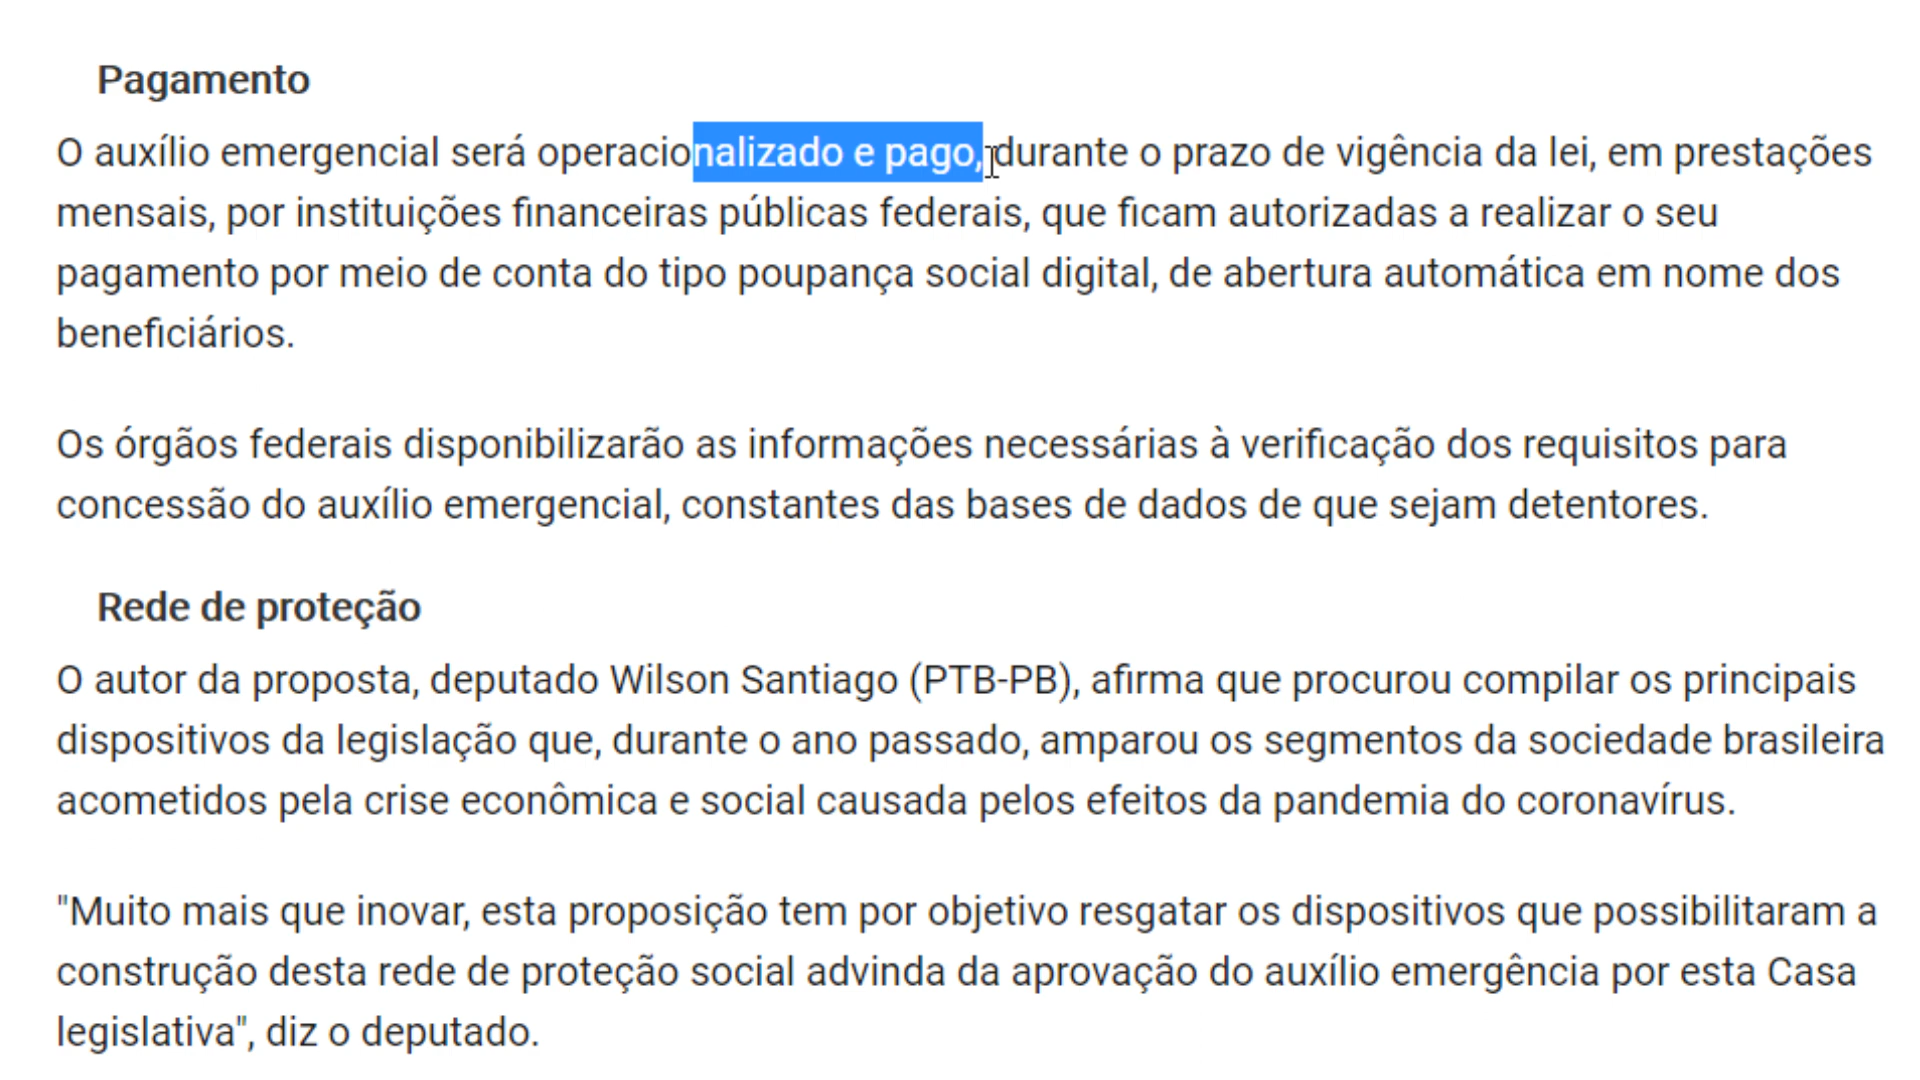 Pagamento
O auxílio emergencial será operacionalizado e pago, durante o prazo de vigência da lei, em prestações
mensais, por instituições financeiras públicas federais, que ficam autorizadas a realizar o seu
pagamento por meio de conta do tipo poupança social digital, de abertura automática em nome dos
beneficiários.
Os órgãos federais disponibilizarão as informações necessárias à verificação dos requisitos para
concessão do auxílio emergencial, constantes das bases de dados de que sejam detentores.
Rede de proteção
O autor da proposta, deputado Wilson Santiago (PTB-PB), afirma que procurou compilar os principais
dispositivos da legislação que, durante o ano passado, amparou os segmentos da sociedade brasileira
acometidos pela crise econômica e social causada pelos efeitos da pandemia do coronavírus.
"Muito mais que inovar, esta proposição tem por objetivo resgatar os dispositivos que possibilitaram a
construção desta rede de proteção social advinda da aprovação do auxílio emergência por esta Casa
legislativa", diz o deputado.